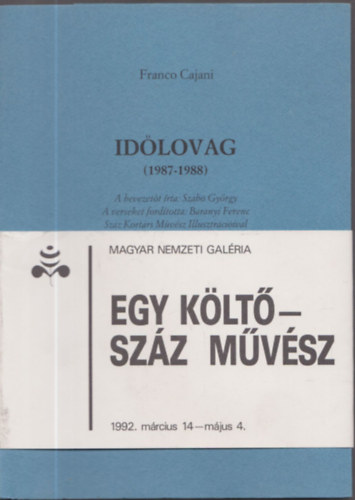 Franco Cajani
IDŐLOVAG
(1987-1988)
A bevezetőt írta: Szabó György
A verseket fordította: Baranyi Ferenc
Száz Kortárs Művész Illusztrációival
MAGYAR NEMZETI GALÉRIA
EGY KÖLTŐ–
SZÁZ MŰVÉSZ
1992. március 14–május 4.